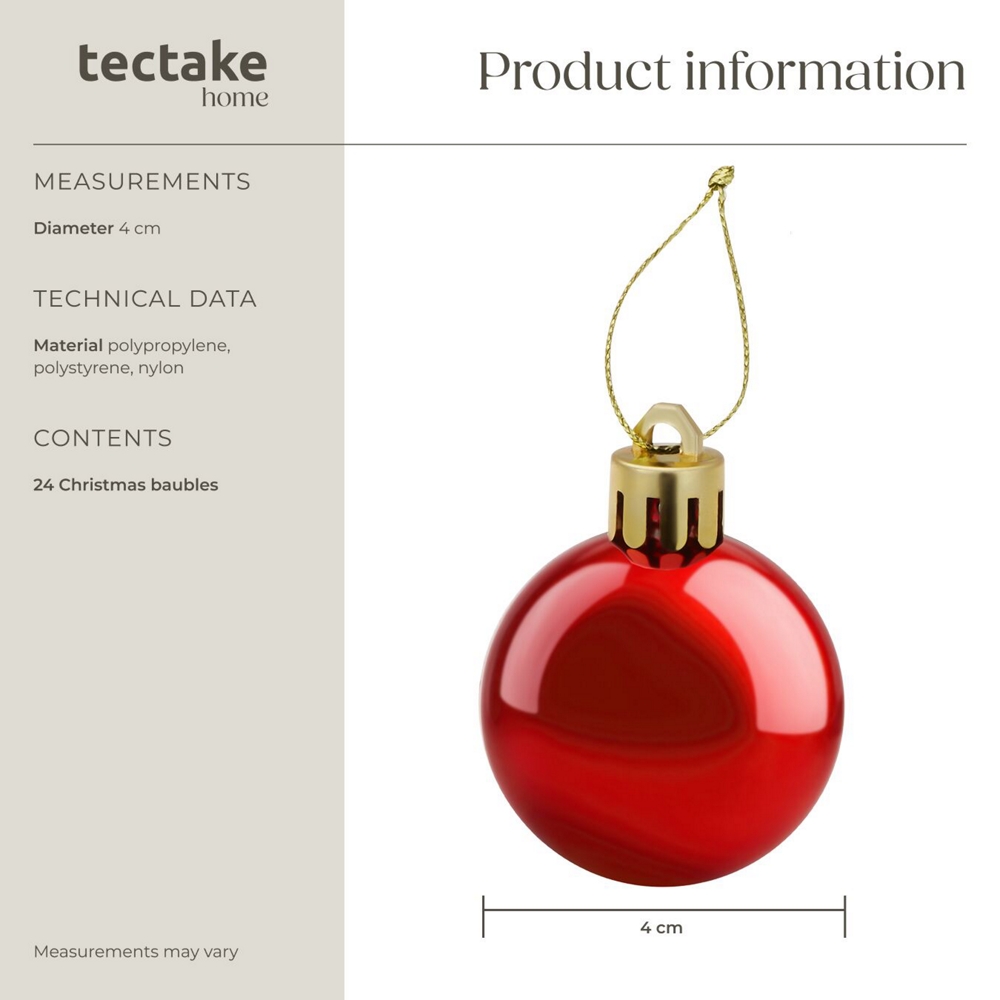 tectake
home
Product information
MEASUREMENTS
Diameter 4 cm
TECHNICAL DATA
Material polypropylene,
polystyrene, nylon
CONTENTS
24 Christmas baubles
4 cm
Measurements may vary